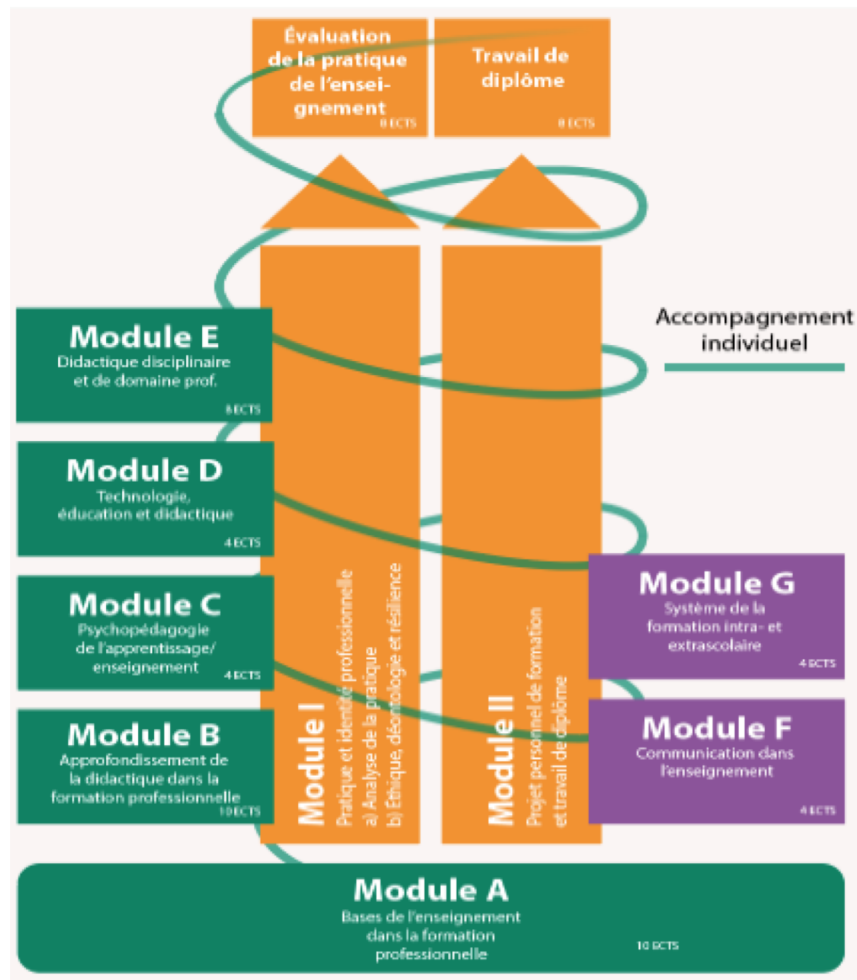 Évaluation
de la pratique
de l'ensei-
gnement
8 ECTS
Travail de
diplôme
8 ECTS
Accompagnement
individuel
Module E
Didactique disciplinaire
et de domaine prof.
8 ECTS
Module D
Technologie,
éducation et didactique
4 ECTS
Module C
Psychopédagogie
de l'apprentissage/
enseignement
4 ECTS
Module B
Approfondissement de
la didactique dans la
formation professionnelle
10 ECTS
Module I
Pratique et identité professionnelle
a) Analyse de la pratique
b) Ethique, déontologie et résilience
Module II
Projet personnel de formation
et travail de diplôme
Module G
Système de la
formation intra- et
extrascolaire
4 ECTS
Module F
Communication dans
l'enseignement
4 ECTS
Module A
Bases de l'enseignement
dans la formation
professionnelle
10 ECTS